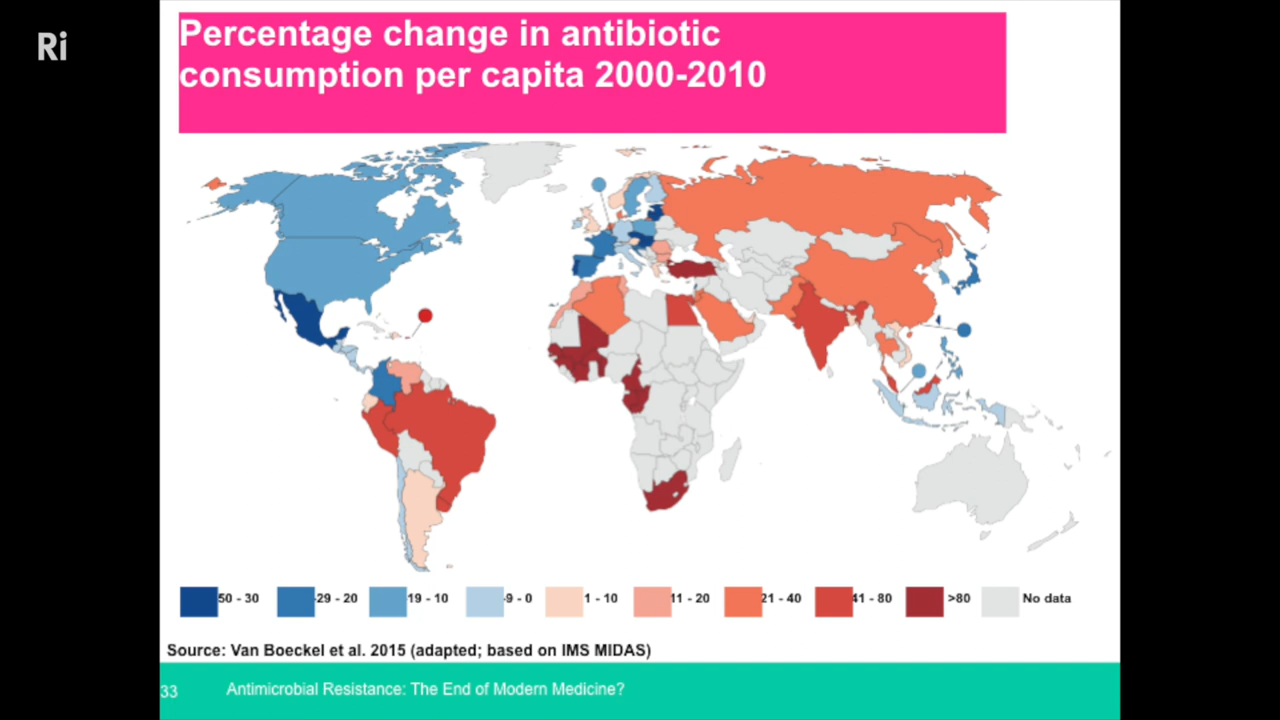 Ri
Percentage change in antibiotic
consumption per capita 2000-2010
50 - 30
-29 - 20
19 - 10
-9 - 0
1 - 10
11 - 20
21 - 40
41 - 80
>80
No data
Source: Van Boeckel et al. 2015 (adapted; based on IMS MIDAS)
33
Antimicrobial Resistance: The End of Modern Medicine?